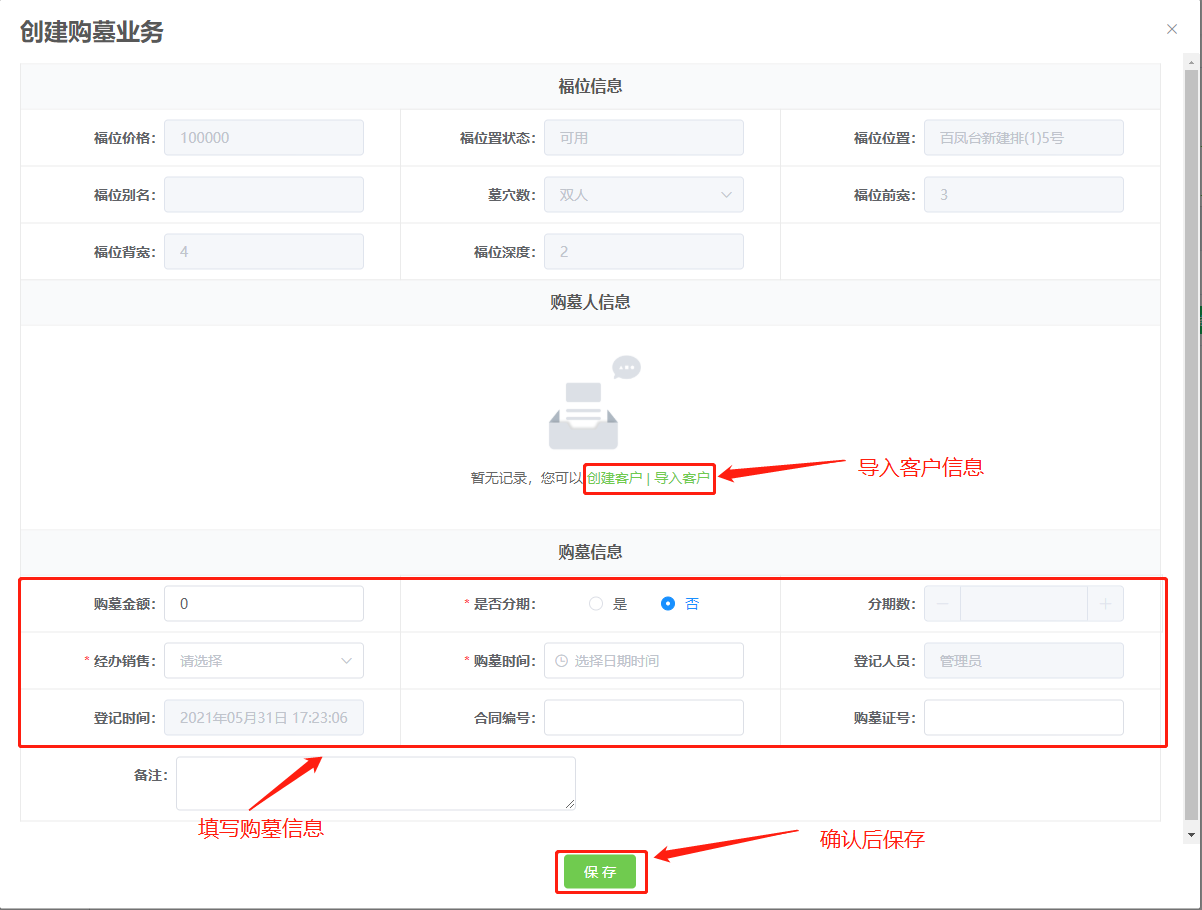 创建购墓业务
福位信息
福位价格： 100000 福位置状态： 可用 福位位置： 百凤台新建排(1)5号
福位别名： 墓穴数： 双人 福位前宽： 3
福位背宽： 4 福位深度： 2
购墓人信息
暂无记录，您可以创建客户 | 导入客户
导入客户信息
购墓信息
购墓金额： 0 * 是否分期： 是 否 分期数：
* 经办销售： 请选择 * 购墓时间： 选择日期时间 登记人员： 管理员
登记时间： 2021年05月31日 17:23:06 合同编号： 购墓证号：
备注：
填写购墓信息
确认后保存
保存